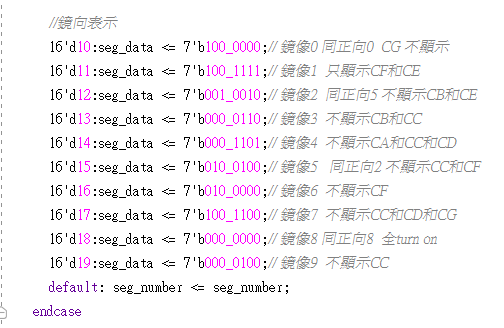 //鏡向表示
16'd10:seg_data <= 7'b100_0000;// 鏡像0 同正向0  CG 不顯示
16'd11:seg_data <= 7'b100_1111;// 鏡像1  只顯示CF和CE
16'd12:seg_data <= 7'b001_0010;// 鏡像2  同正向5 不顯示CB和CE
16'd13:seg_data <= 7'b000_0110;// 鏡像3  不顯示CB和CC
16'd14:seg_data <= 7'b000_1101;// 鏡像4  不顯示CA和CC和CD
16'd15:seg_data <= 7'b010_0100;// 鏡像5   同正向2 不顯示CC和CF
16'd16:seg_data <= 7'b010_0000;// 鏡像6  不顯示CF
16'd17:seg_data <= 7'b100_1100;// 鏡像7  不顯示CC和CD和CG
16'd18:seg_data <= 7'b000_0000;// 鏡像8 同正向8  全turn on
16'd19:seg_data <= 7'b000_0100;// 鏡像9  不顯示CC
default: seg_number <= seg_number;
endcase